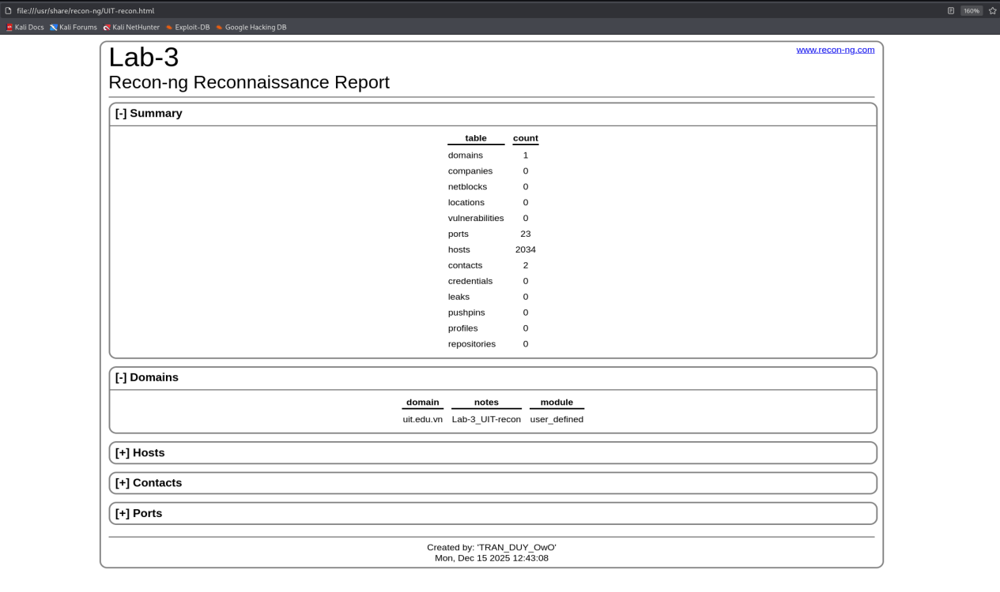 file:///usr/share/recon-ng/UIT-recon.html 160%
Kali Docs Kali Forums Kali NetHunter Exploit-DB Google Hacking DB
Lab-3
www.recon-ng.com
Recon-ng Reconnaissance Report
[-] Summary
table count
domains 1
companies 0
netblocks 0
locations 0
vulnerabilities 0
ports 23
hosts 2034
contacts 2
credentials 0
leaks 0
pushpins 0
profiles 0
repositories 0
[-] Domains
domain notes module
uit.edu.vn Lab-3_UIT-recon user_defined
[+] Hosts
[+] Contacts
[+] Ports
Created by: 'TRAN_DUY_OwO'
Mon, Dec 15 2025 12:43:08